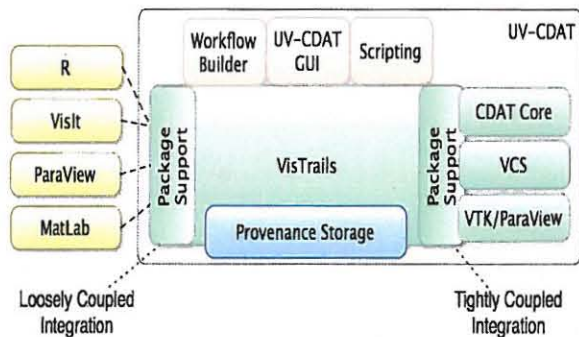 UV-CDAT
Workflow
Builder
UV-CDAT
GUI
Scripting
R
VisIt
ParaView
MatLab
Package
Support
VisTrails
Provenance Storage
Package
Support
CDAT Core
VCS
VTK/ParaView
Loosely Coupled
Integration
Tightly Coupled
Integration